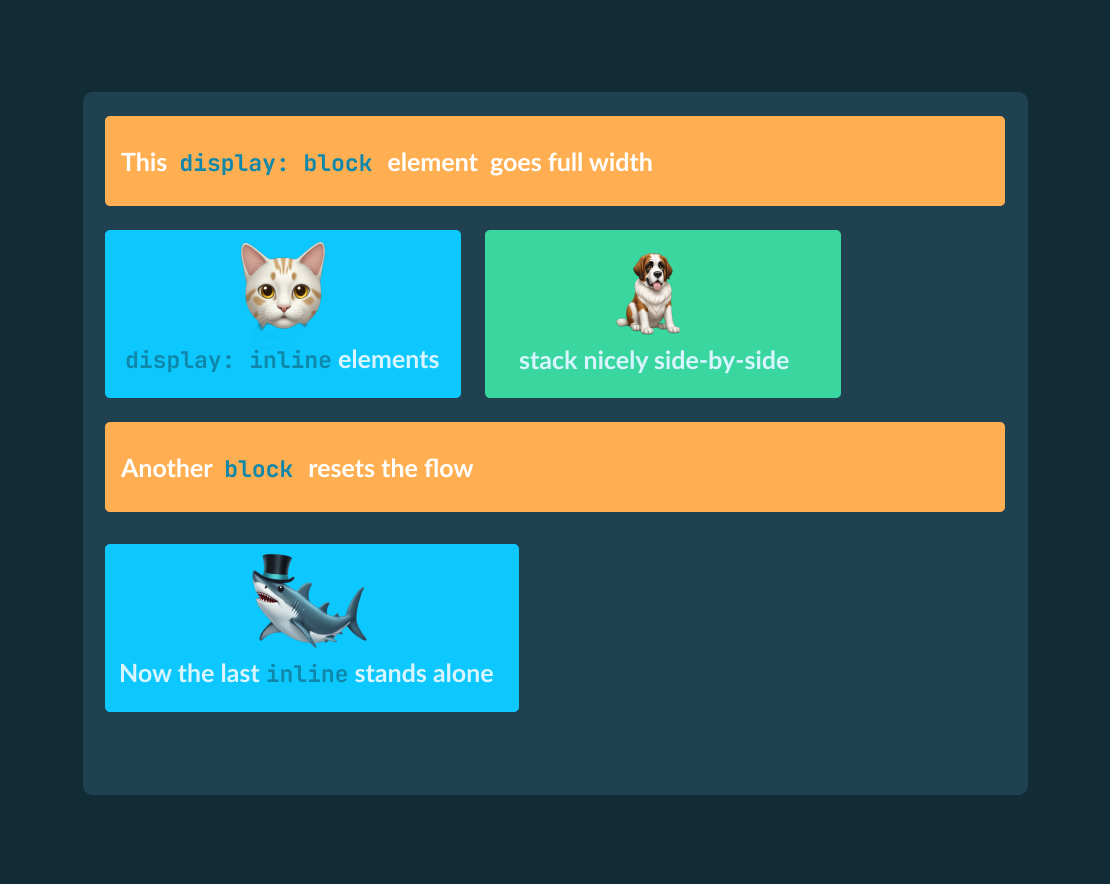 This display: block element goes full width
display: inline elements
stack nicely side-by-side
Another block resets the flow
Now the last inline stands alone